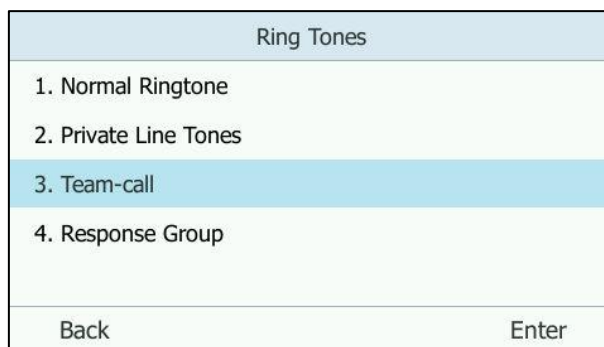 Ring Tones
1. Normal Ringtone
2. Private Line Tones
3. Team-call
4. Response Group
Back Enter